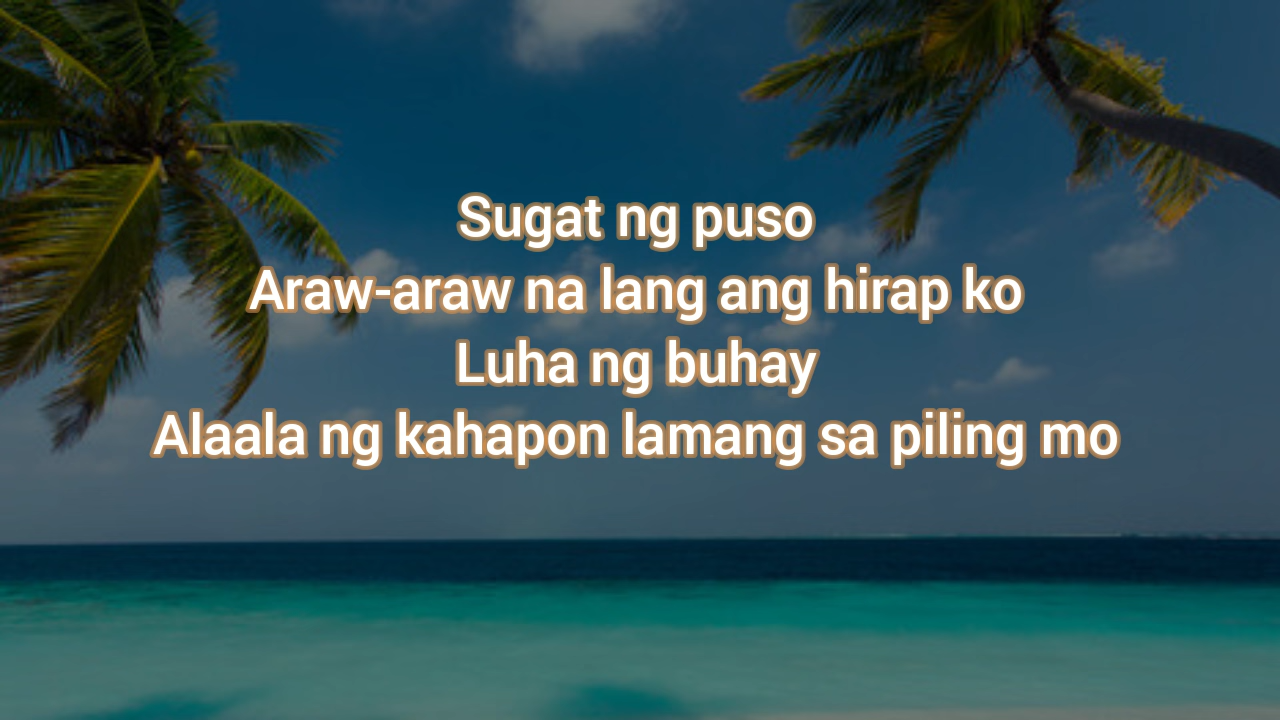 Sugat ng puso
Araw-araw na lang ang hirap ko
Luha ng buhay
Alaala ng kahapon lamang sa piling mo